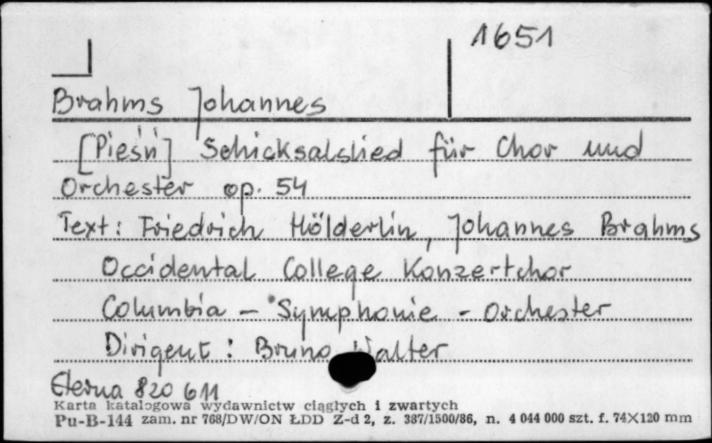 1651
Brahms Johannes
[Pieśń] Schicksalslied für Chor und
Orchester op. 54
Text: Friedrich Hölderlin, Johannes Brahms
Occidental College Konzertchor
Columbia - Symphonie - Orchester
Dirigent: Bruno Walter
Eterna 820 611
Karta katalogowa wydawnictw ciągłych i zwartych
Pu-B-144 zam. nr 768/DW/ON ŁDD Z-d 2, z. 387/1500/86, n. 4 044 000 szt. f. 74X120 mm